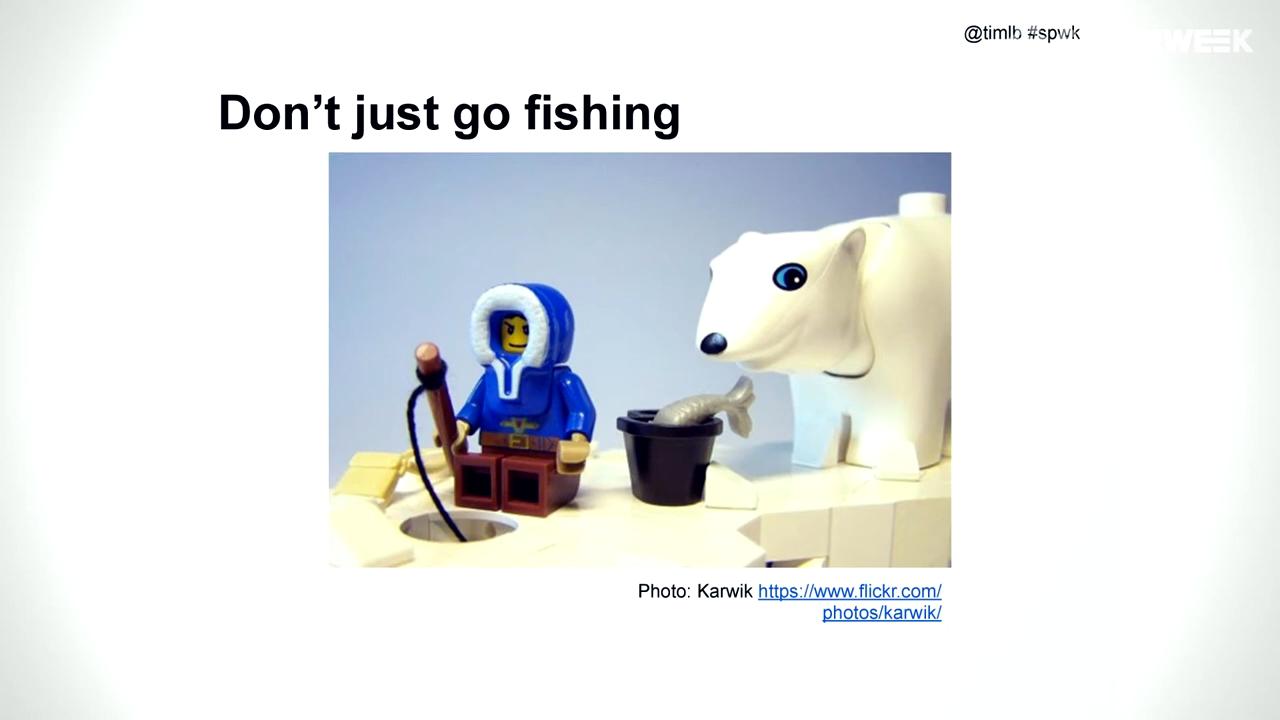 @timlb #spwk
WEEK
Don't just go fishing
Photo: Karwik https://www.flickr.com/
photos/karwik/